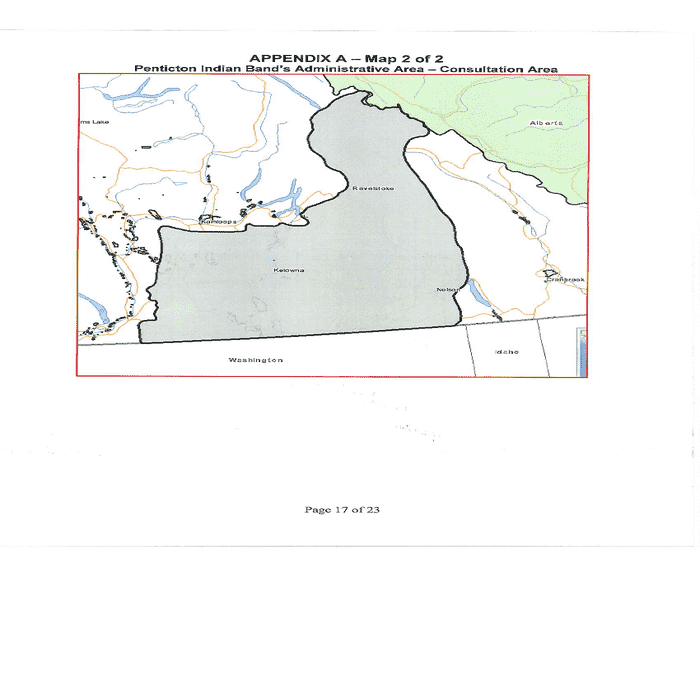 APPENDIX A – Map 2 of 2
Penticton Indian Band's Administrative Area – Consultation Area
ms Lake
Alberta
Revelstoke
Kamloops
Kelowna
Nelson
Cranbrook
Washington
Idaho
Page 17 of 23